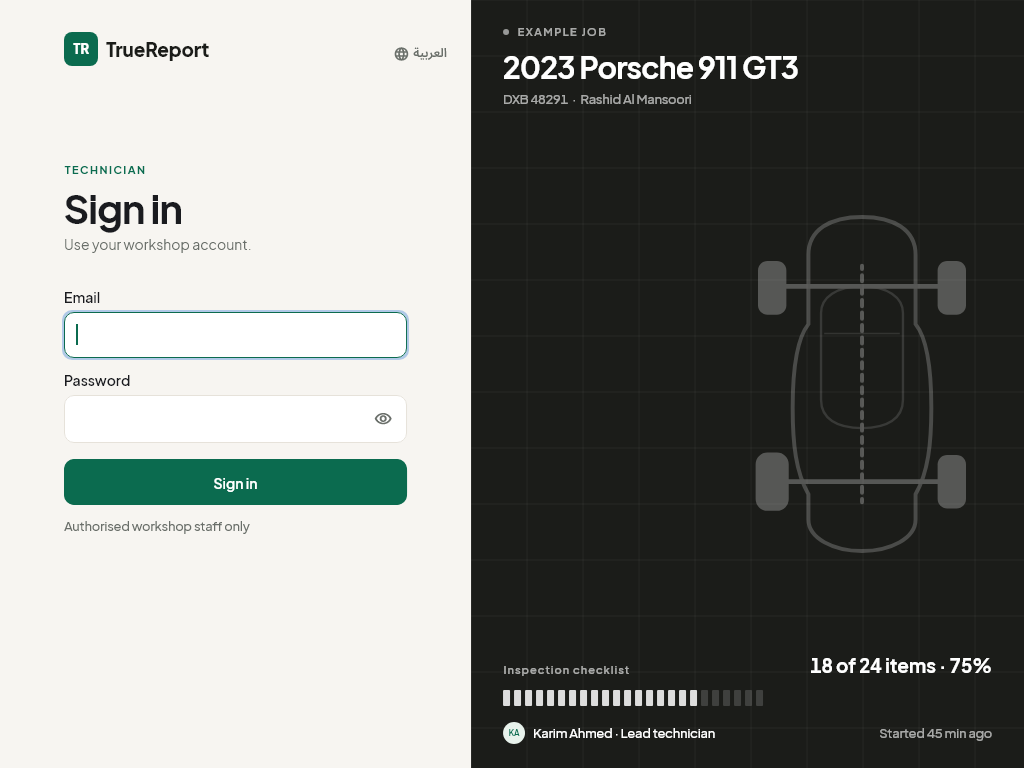 TR TrueReport
العربية
TECHNICIAN
Sign in
Use your workshop account.
Email
Password
Sign in
Authorised workshop staff only
EXAMPLE JOB
2023 Porsche 911 GT3
DXB 48291 · Rashid Al Mansoori
Inspection checklist
18 of 24 items · 75%
KA Karim Ahmed · Lead technician
Started 45 min ago